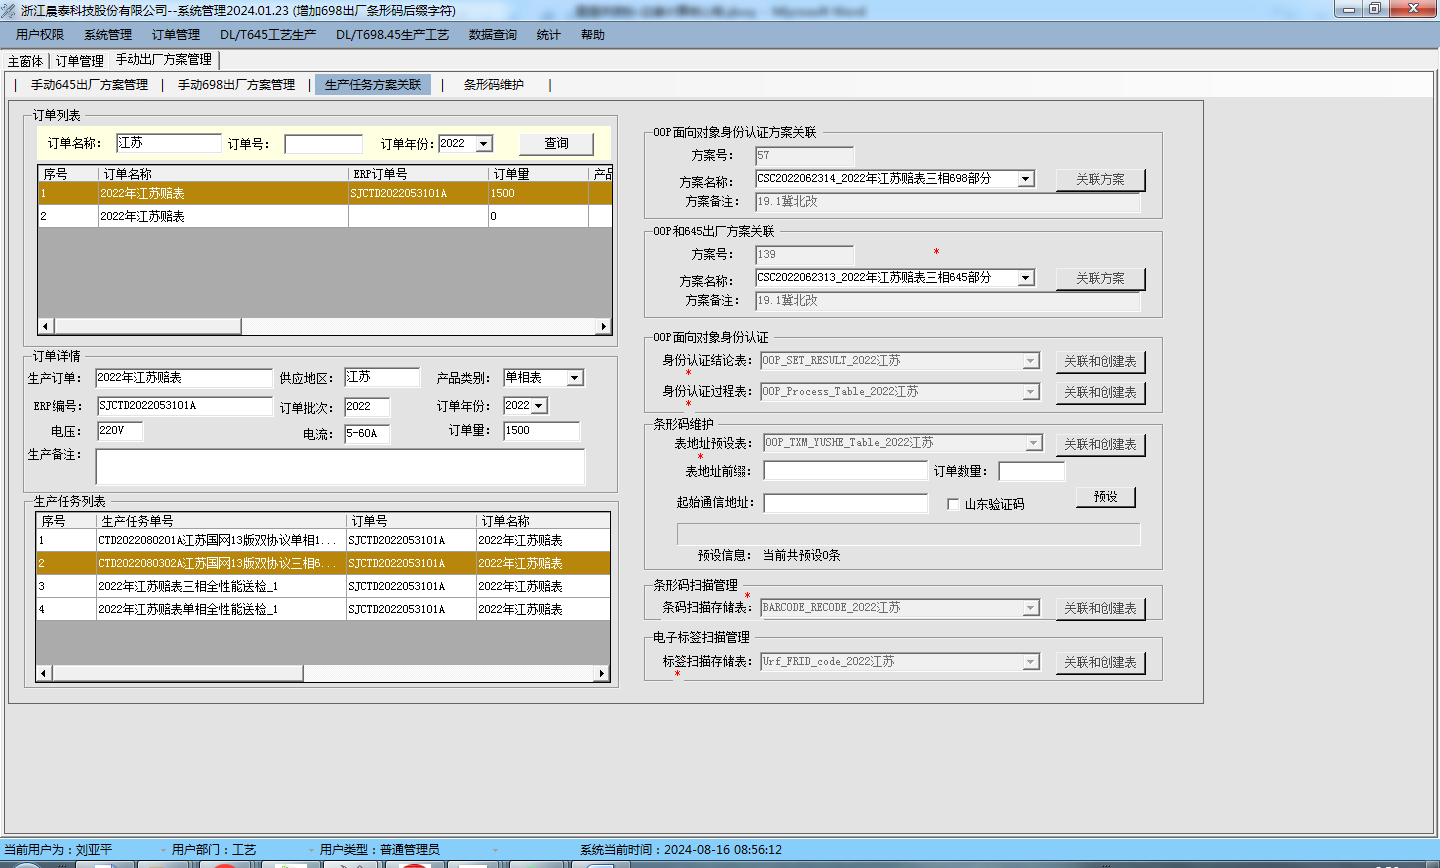 浙江晨泰科技股份有限公司--系统管理2024.01.23 (增加698出厂条形码后缀字符)
用户权限 系统管理 订单管理 DL/T645工艺生产 DL/T698.45生产工艺 数据查询 统计 帮助
主窗体 订单管理 手动出厂方案管理
手动645出厂方案管理 | 手动698出厂方案管理 | 生产任务方案关联 | 条形码维护 |
订单列表
订单名称: 江苏 订单号: 订单年份: 2022 查询
序号 订单名称 ERP订单号 订单量 产品
1 2022年江苏赔表 SJCTD2022053101A 1500
2 2022年江苏赔表 0
订单详情
生产订单: 2022年江苏赔表 供应地区: 江苏 产品类别: 单相表
ERP编号: SJCTD2022053101A 订单批次: 2022 订单年份: 2022
电压: 220V 电流: 5-60A 订单量: 1500
生产备注:
生产任务列表
序号 生产任务单号 订单号 订单名称
1 CTD2022080201A江苏国网13版双协议单相1... SJCTD2022053101A 2022年江苏赔表
2 CTD2022080302A江苏国网13版双协议三相6... SJCTD2022053101A 2022年江苏赔表
3 2022年江苏赔表三相全性能送检_1 SJCTD2022053101A 2022年江苏赔表
4 2022年江苏赔表单相全性能送检_1 SJCTD2022053101A 2022年江苏赔表
OOP面向对象身份认证方案关联
方案号: 57
方案名称: CSC2022062314_2022年江苏赔表三相698部分 关联方案
方案备注: 19.1冀北改
OOP和645出厂方案关联
方案号: 139 *
方案名称: CSC2022062313_2022年江苏赔表三相645部分 关联方案
方案备注: 19.1冀北改
OOP面向对象身份认证
身份认证结论表: OOP_SET_RESULT_2022江苏 关联和创建表
*
身份认证过程表: OOP_Process_Table_2022江苏 关联和创建表
*
条形码维护
表地址预设表: OOP_TXM_YUSHE_Table_2022江苏 关联和创建表
*
表地址前缀: 订单数量:
起始通信地址: 山东验证码 预设
预设信息: 当前共预设0条
条形码扫描管理
*
条码扫描存储表: BARCODE_RECODE_2022江苏 关联和创建表
电子标签扫描管理
标签扫描存储表: Urf_FRID_code_2022江苏 关联和创建表
*
当前用户为：刘亚平 用户部门：工艺 用户类型：普通管理员 系统当前时间：2024-08-16 08:56:12